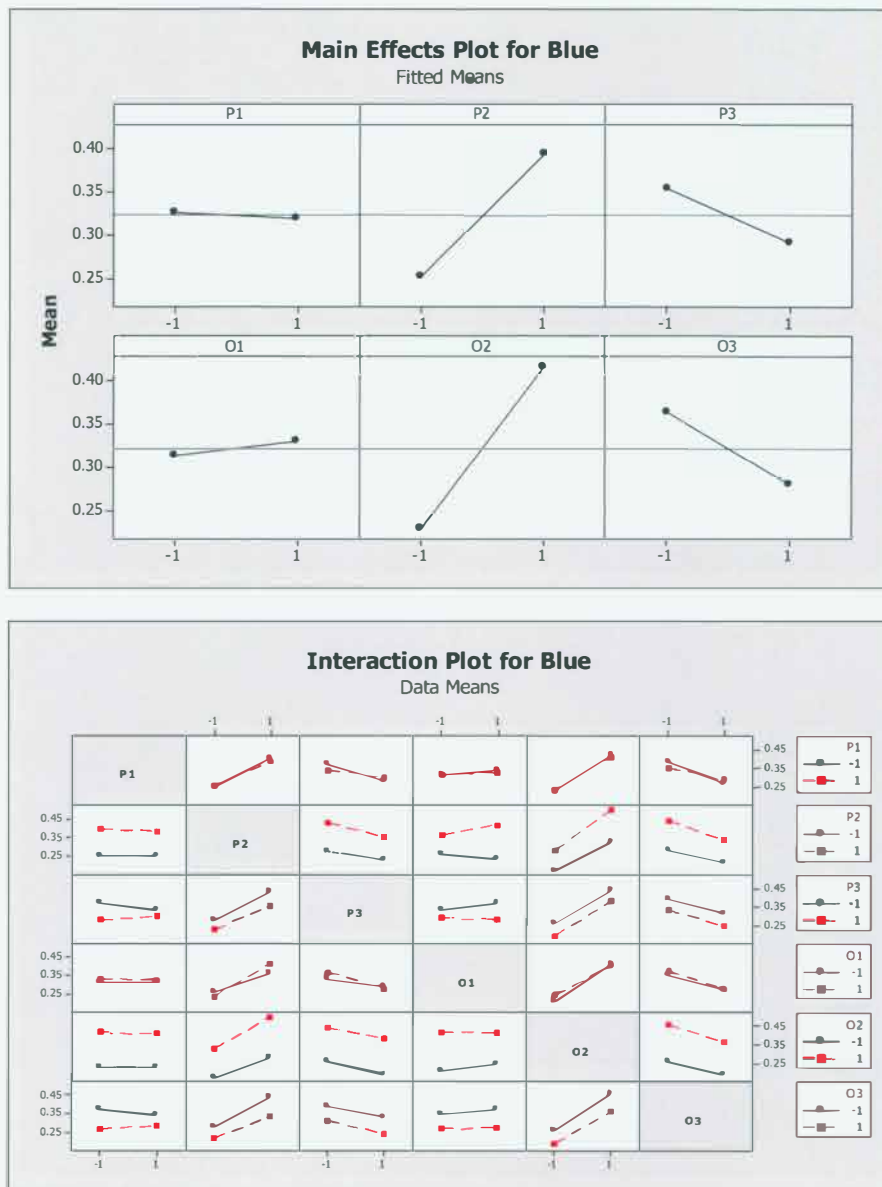 Main Effects Plot for Blue
Fitted Means
P1 P2 P3
0.40
0.35
0.30
0.25
-1 1 -1 1 -1 1
O1 O2 O3
0.40
0.35
0.30
0.25
-1 1 -1 1 -1 1
Mean
Interaction Plot for Blue
Data Means
-1 1 -1 1 -1 1
P1
0.45
0.35
0.25
P1
-1
1
0.45
0.35
0.25
P2
P2
-1
1
P3
0.45
0.35
0.25
P3
-1
1
0.45
0.35
0.25
O1
O1
-1
1
O2
0.45
0.35
0.25
O2
-1
1
0.45
0.35
0.25
O3
O3
-1
1
-1 1 -1 1 -1 1